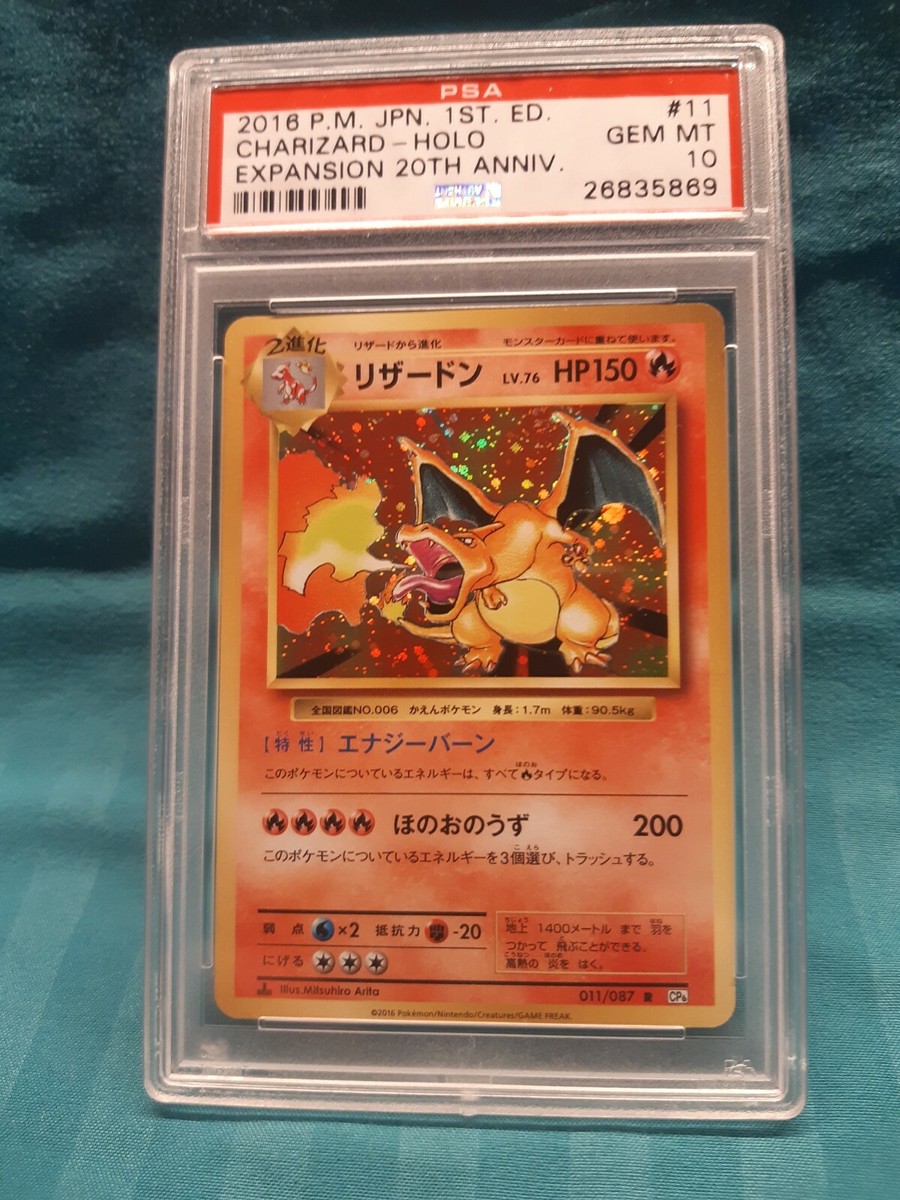 PSA
2016 P.M. JPN. 1ST. ED. #11
CHARIZARD-HOLO GEM MT
EXPANSION 20TH ANNIV. 10
26835869
2進化 リザードから進化 モンスターカードに重ねて使います。
リザードン LV.76 HP150
全国図鑑NO.006 かえんポケモン 身長:1.7m 体重:90.5kg
[特性] エナジーバーン
このポケモンについているエネルギーは、すべてタイプになる。
ほのおのうず 200
このポケモンについているエネルギーを3個選び、トラッシュする。
弱点 ×2 抵抗力 -20
にげる
地上 1400メートル まで 羽を
つかって 飛ぶことができる。
高熱の 炎を はく。
Illus.Mitsuhiro Arita 011/087 R CP6
©2016 Pokémon/Nintendo/Creatures/GAME FREAK.